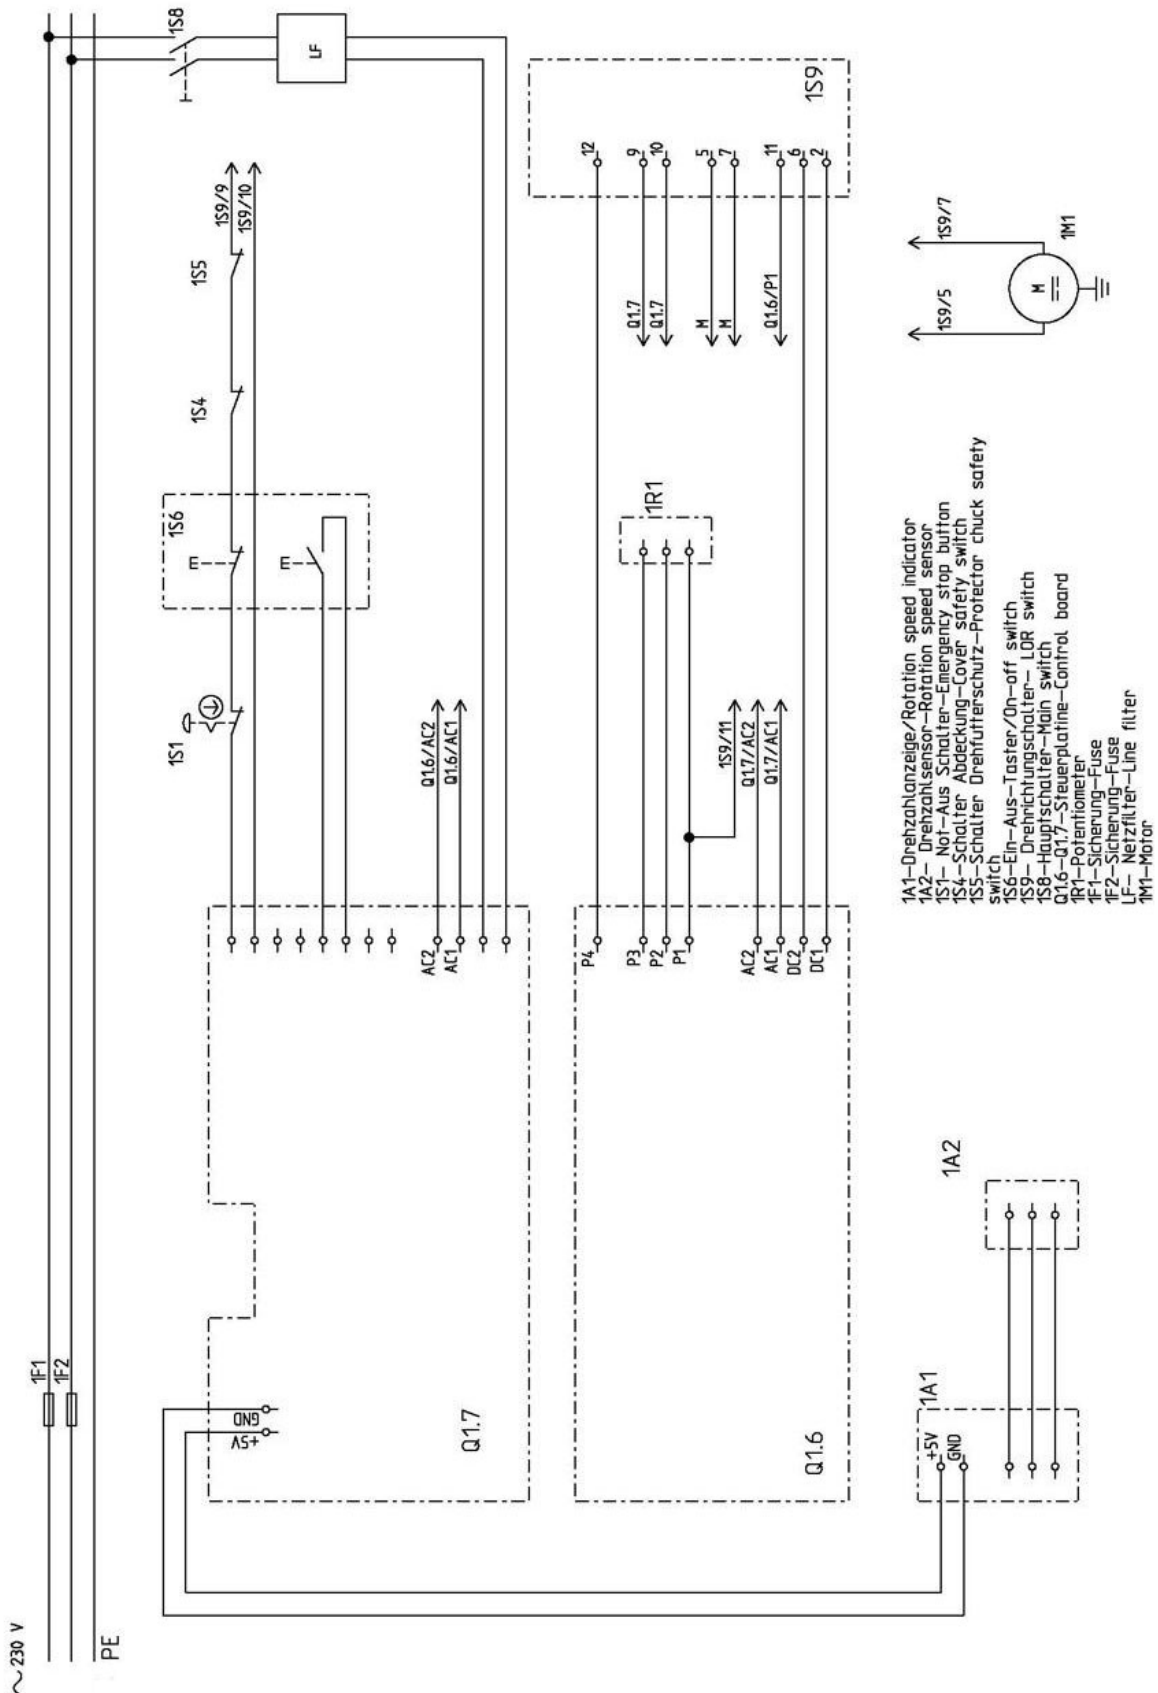 ~ 230 V
PE
1F1
1F2
1S8
LF
1S1
1S6
E
E
1S4
1S5
1S9/9
1S9/10
Q1.6/AC2
Q1.6/AC1
AC2
AC1
GND
+5V
Q1.7
P4
P3
P2
P1
AC2
AC1
DC2
DC1
Q1.6
1S9/11
Q1.7/AC2
Q1.7/AC1
1R1
Q1.7
Q1.7
M
M
Q1.6/P1
12
9
10
5
7
11
6
2
1S9
1A1
+5V
GND
1A2
1S9/5
1S9/7
M
1M1
1A1-Drehzahlanzeige/Rotation speed indicator
1A2- Drehzahlsensor-Rotation speed sensor
1S1- Not-Aus Schalter-Emergency stop button
1S4-Schalter Abdeckung-Cover safety switch
1S5-Schalter Drehfutterschutz-Protector chuck safety
switch
1S6-Ein-Aus-Taster/On-off switch
1S9- Drehrichtungschalter- LOR switch
1S8-Hauptschalter-Main switch
Q1.6-Q1.7-Steuerplatine-Control board
1R1-Potentiometer
1F1-Sicherung-Fuse
1F2-Sicherung-Fuse
LF- Netzfilter-Line filter
1M1-Motor